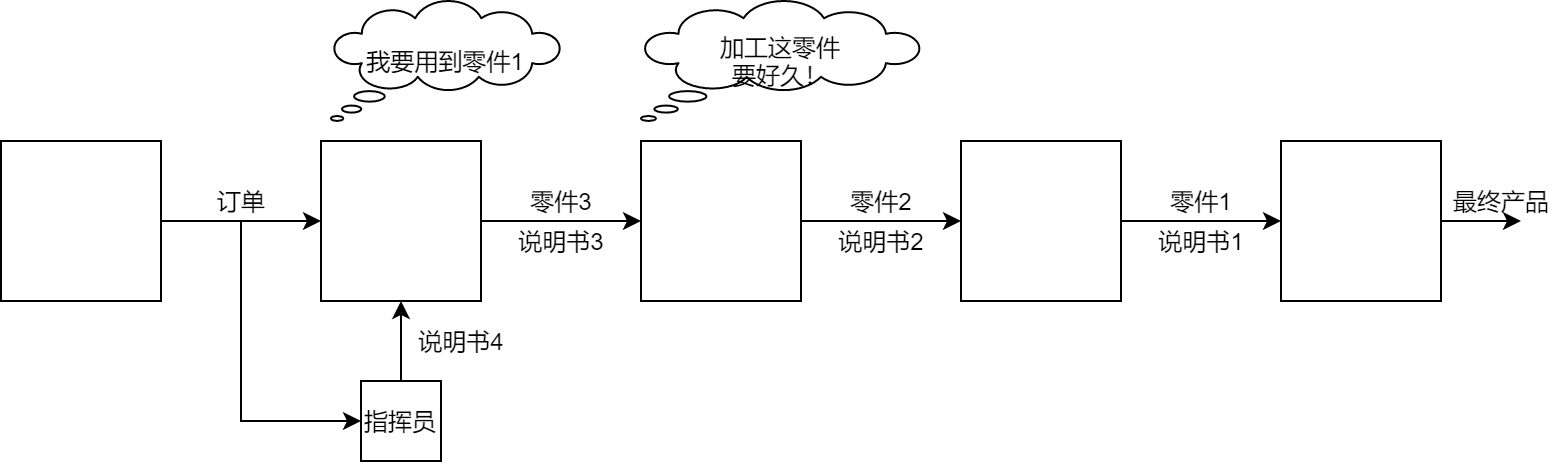 我要用到零件1
加工这零件
要好久！
订单
零件3
零件2
零件1
最终产品
说明书3
说明书2
说明书1
说明书4
指挥员